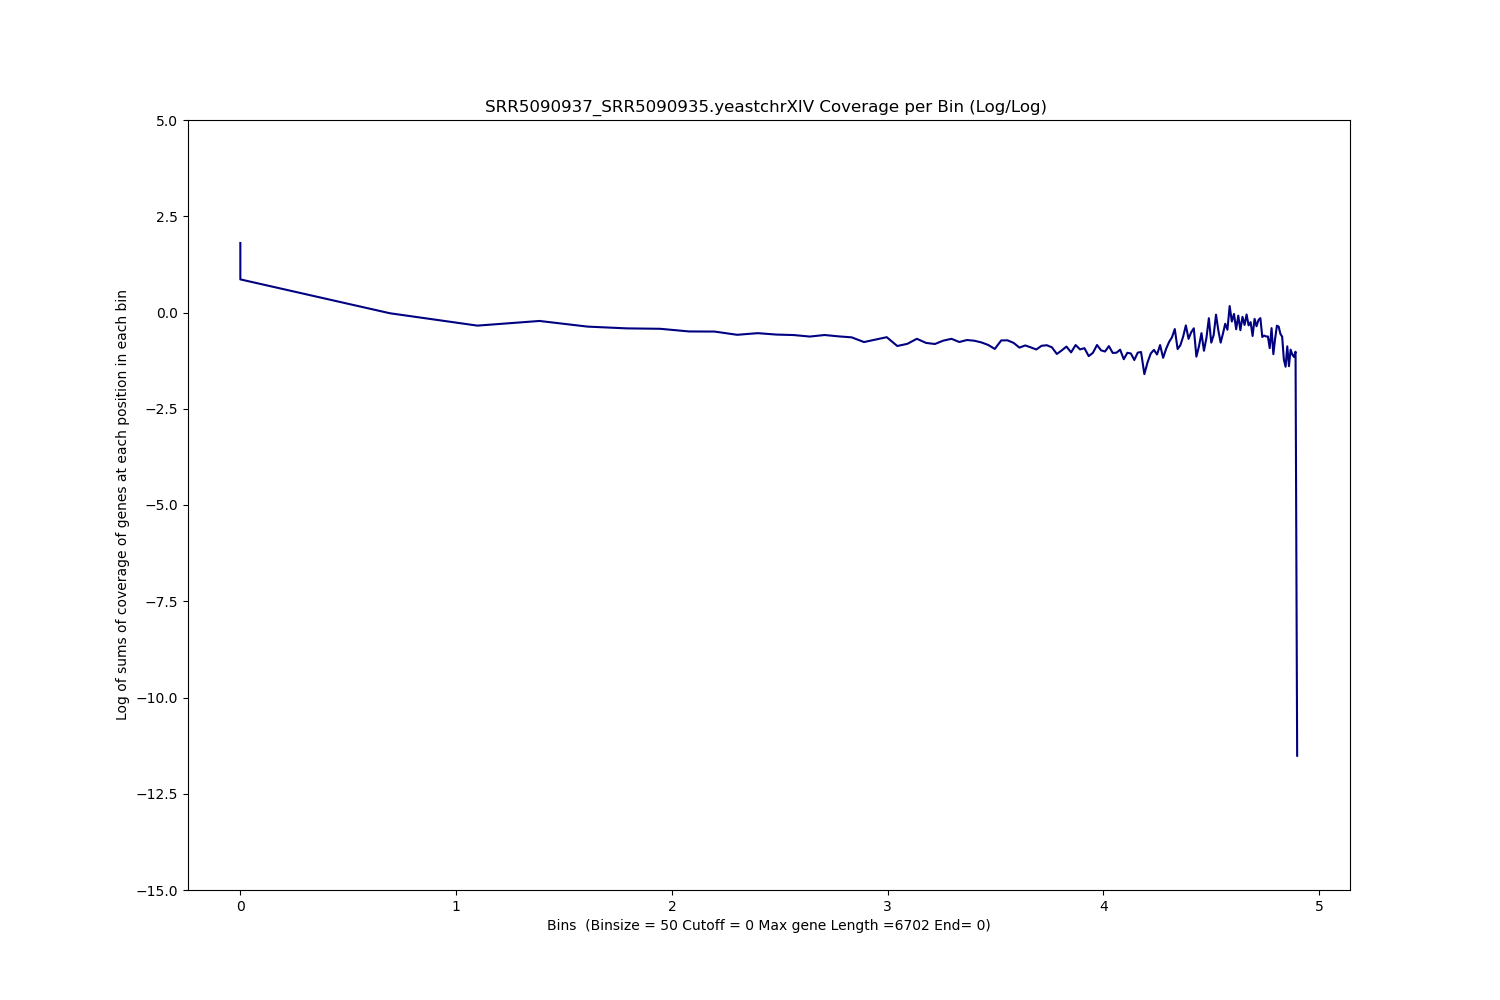 SRR5090937_SRR5090935.yeastchrXIV Coverage per Bin (Log/Log)
Log of sums of coverage of genes at each position in each bin
5.0
2.5
0.0
−2.5
−5.0
−7.5
−10.0
−12.5
−15.0
0 1 2 3 4 5
Bins  (Binsize = 50 Cutoff = 0 Max gene Length =6702 End= 0)